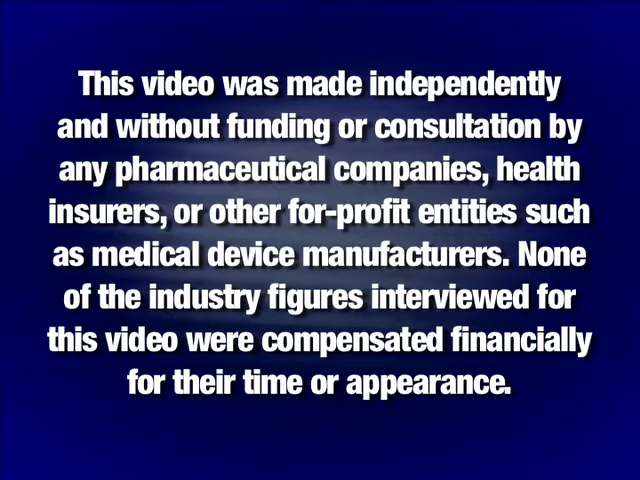 This video was made independently
and without funding or consultation by
any pharmaceutical companies, health
insurers, or other for-profit entities such
as medical device manufacturers. None
of the industry figures interviewed for
this video were compensated financially
for their time or appearance.